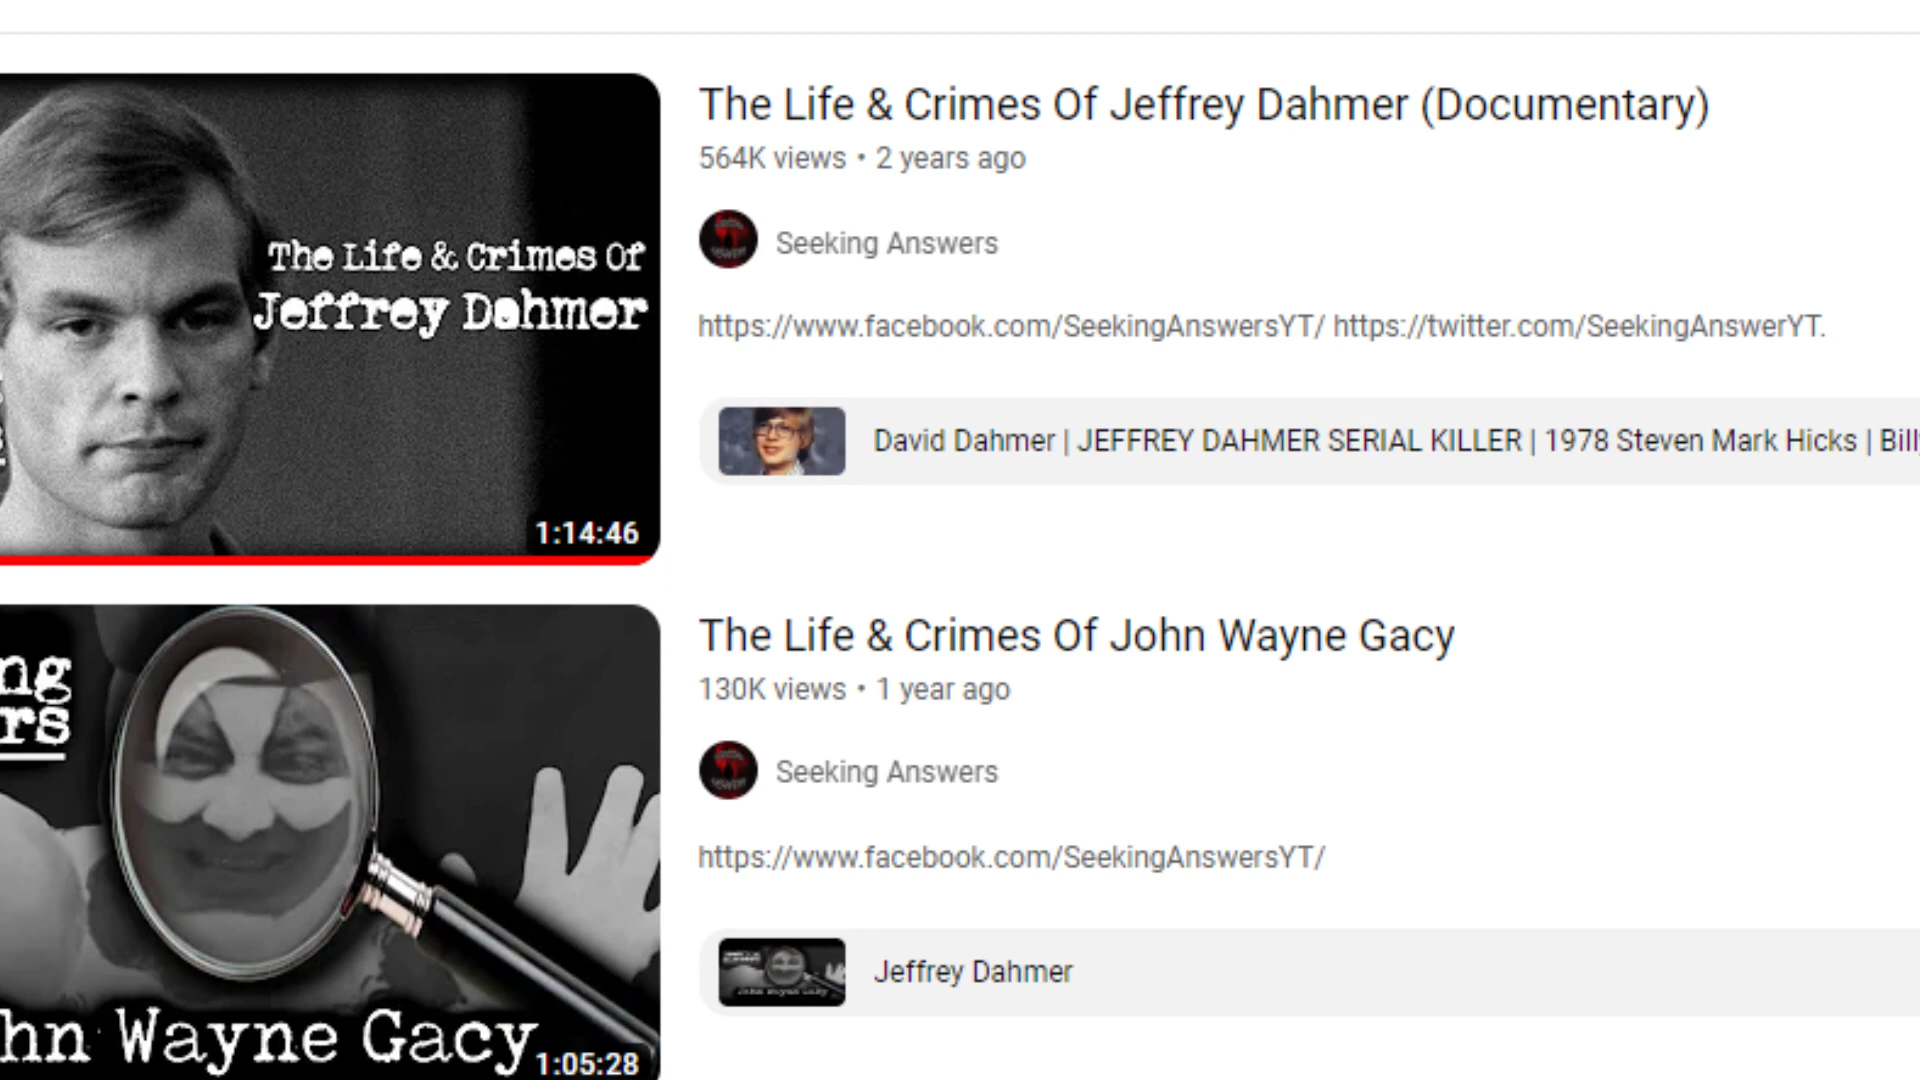 The Life & Crimes Of
Jeffrey Dahmer
1:14:46
The Life & Crimes Of Jeffrey Dahmer (Documentary)
564K views • 2 years ago
Seeking Answers
https://www.facebook.com/SeekingAnswersYT/ https://twitter.com/SeekingAnswerYT.
David Dahmer | JEFFREY DAHMER SERIAL KILLER | 1978 Steven Mark Hicks | Bill
ng
rs
hn Wayne Gacy
1:05:28
The Life & Crimes Of John Wayne Gacy
130K views • 1 year ago
Seeking Answers
https://www.facebook.com/SeekingAnswersYT/
Jeffrey Dahmer